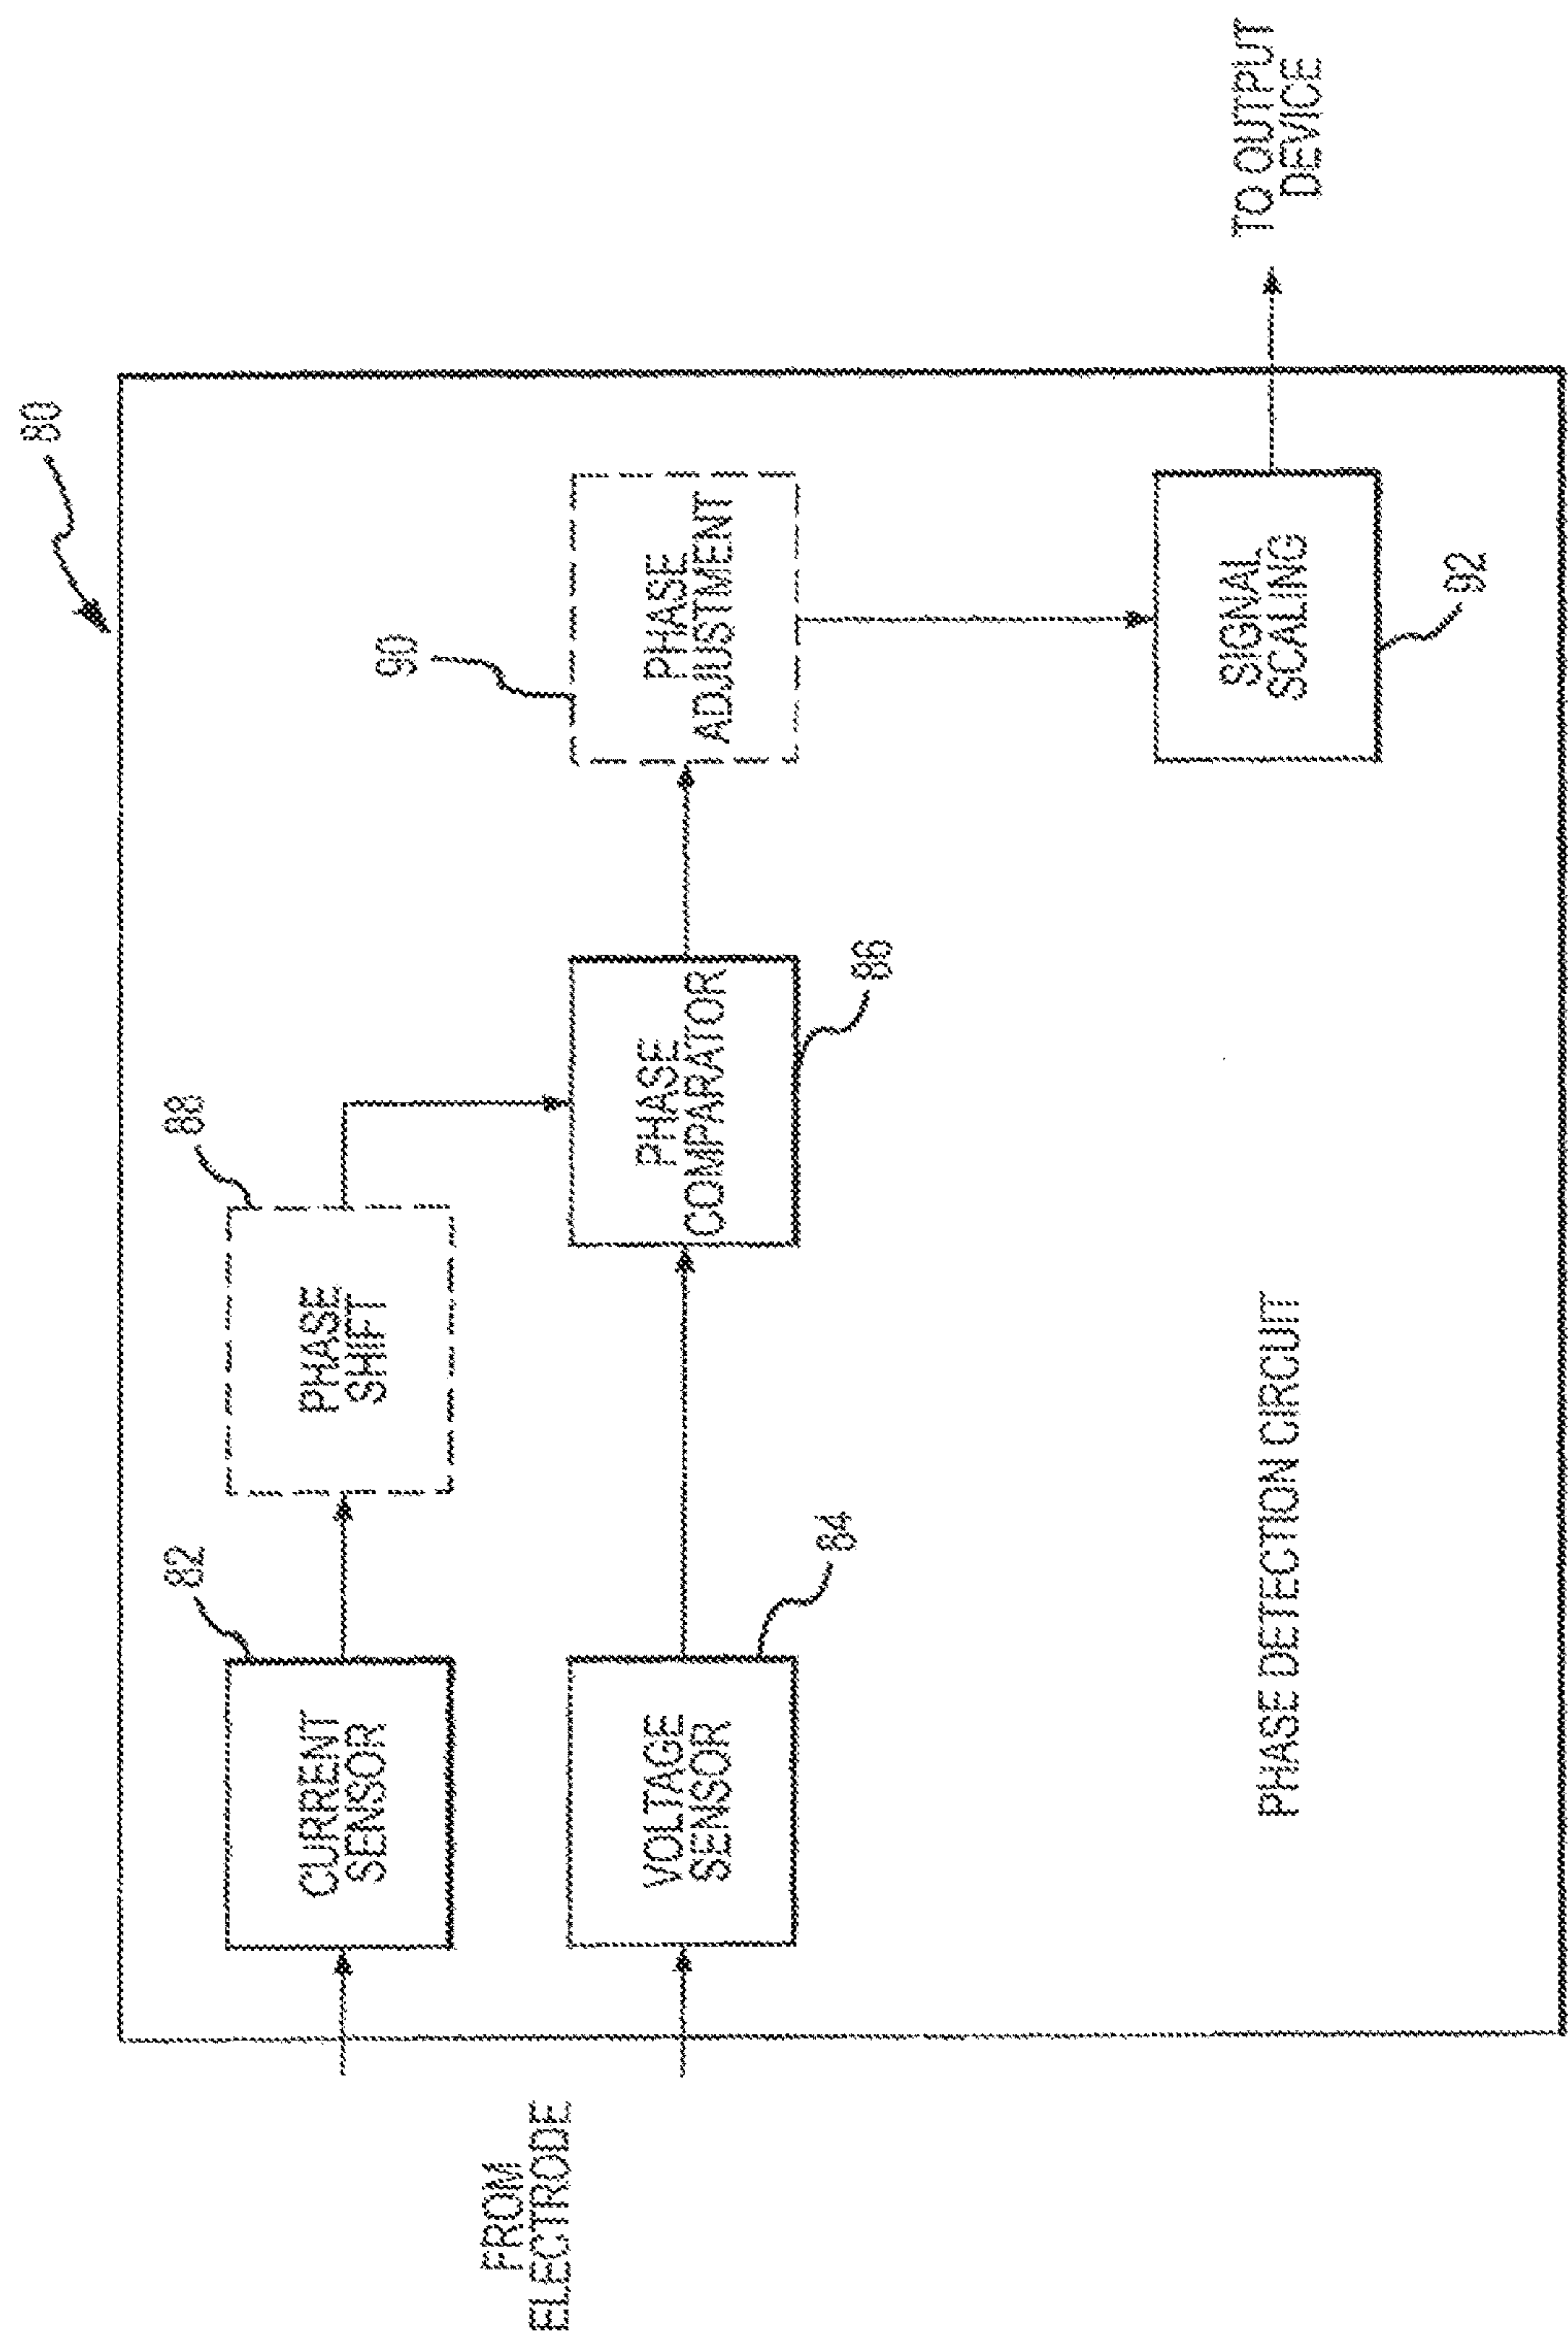 80
82
CURRENT
SENSOR
88
PHASE
SHIFT
90
PHASE
ADJUSTMENT
FROM
ELECTRODE
VOLTAGE
SENSOR
84
PHASE
COMPARATOR
86
SIGNAL
SCALING
92
TO OUTPUT
DEVICE
PHASE DETECTION CIRCUIT